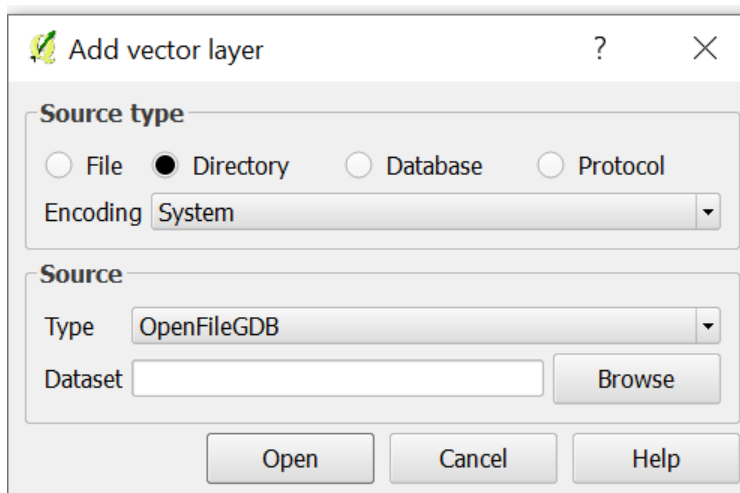 Add vector layer ? ×
Source type
File Directory Database Protocol
Encoding System
Source
Type OpenFileGDB
Dataset Browse
Open Cancel Help